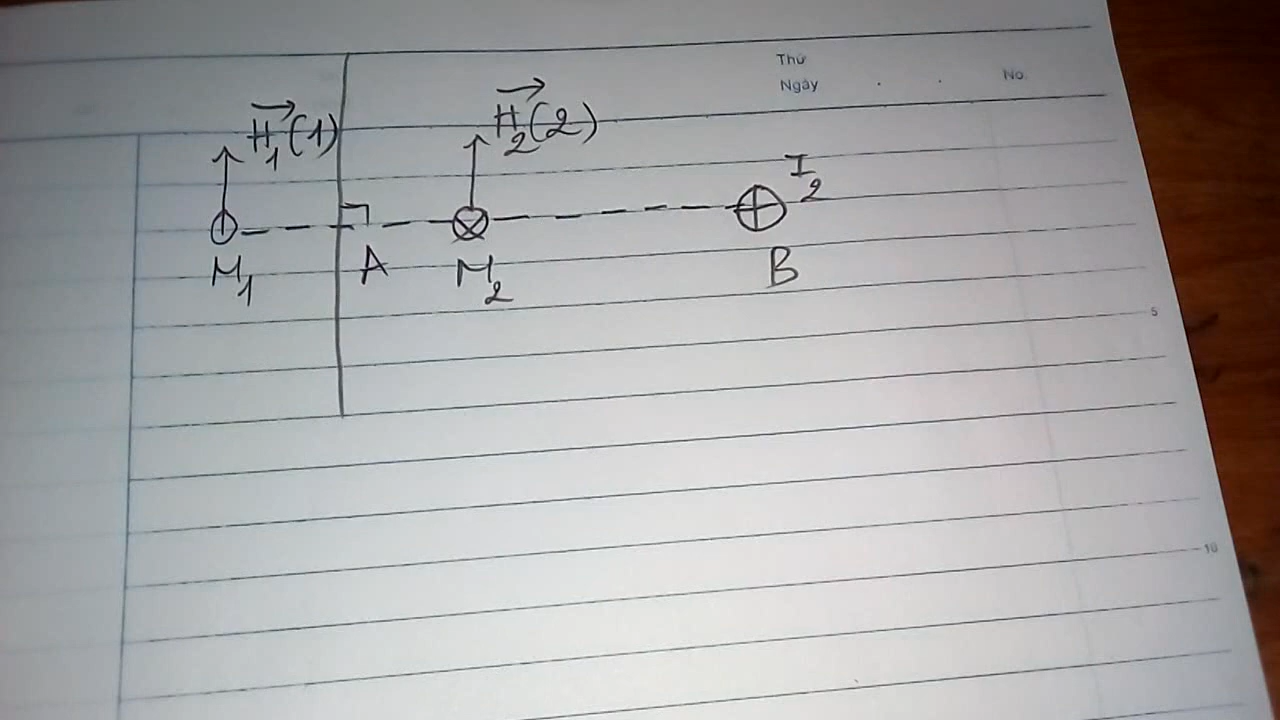 Thứ
Ngày . . No.
H₁(1) H₂(2)
I₂
M₁ A M₂ B
5
10